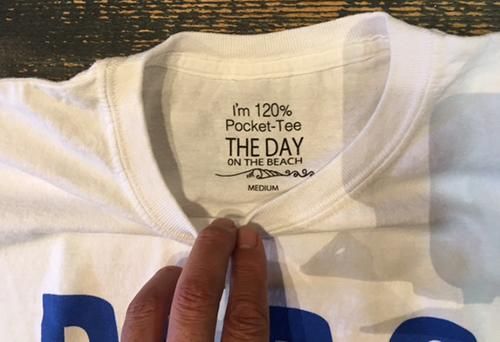 I'm 120%
Pocket-Tee
THE DAY
ON THE BEACH
MEDIUM